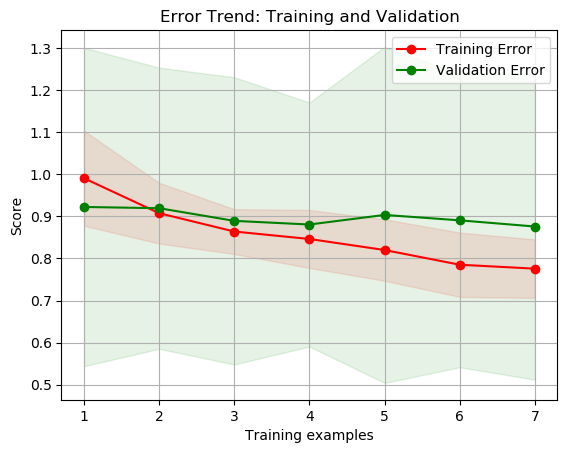 Error Trend: Training and Validation
Training Error
Validation Error
1.3
1.2
1.1
1.0
0.9
0.8
0.7
0.6
0.5
Score
1 2 3 4 5 6 7
Training examples